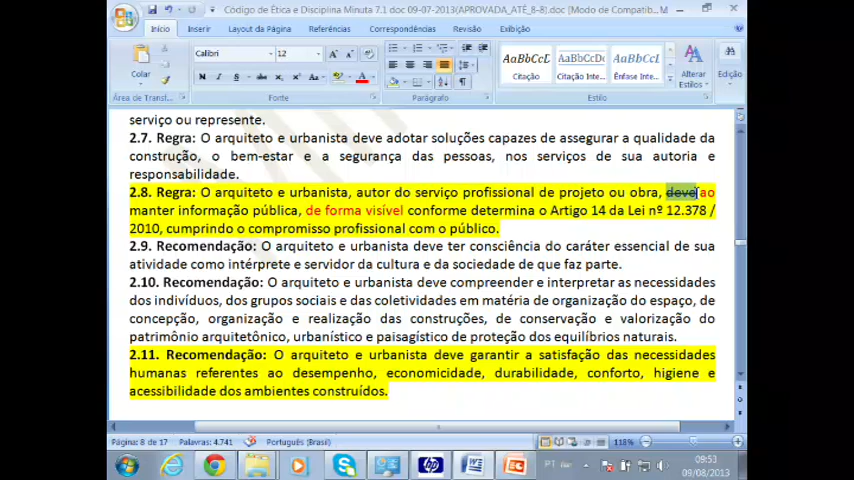 Código de Ética e Disciplina Minuta 7.1 doc 09-07-2013(APROVADA_ATÉ_8-8).doc [Modo de Compatib...
Início Inserir Layout da Página Referências Correspondências Revisão Exibição
Calibri 12
AaBbCcD AaBbCcDc AaBbCcDc
Colar Citação Citação Inte... Ênfase Inte... Alterar Estilos Edição
Área de Transf... Fonte Parágrafo Estilo
serviço ou represente.
2.7. Regra: O arquiteto e urbanista deve adotar soluções capazes de assegurar a qualidade da
construção, o bem-estar e a segurança das pessoas, nos serviços de sua autoria e
responsabilidade.
2.8. Regra: O arquiteto e urbanista, autor do serviço profissional de projeto ou obra, deve ao
manter informação pública, de forma visível conforme determina o Artigo 14 da Lei nº 12.378 /
2010, cumprindo o compromisso profissional com o público.
2.9. Recomendação: O arquiteto e urbanista deve ter consciência do caráter essencial de sua
atividade como intérprete e servidor da cultura e da sociedade de que faz parte.
2.10. Recomendação: O arquiteto e urbanista deve compreender e interpretar as necessidades
dos indivíduos, dos grupos sociais e das coletividades em matéria de organização do espaço, de
concepção, organização e realização das construções, de conservação e valorização do
patrimônio arquitetônico, urbanístico e paisagístico de proteção dos equilíbrios naturais.
2.11. Recomendação: O arquiteto e urbanista deve garantir a satisfação das necessidades
humanas referentes ao desempenho, economicidade, durabilidade, conforto, higiene e
acessibilidade dos ambientes construídos.
Página: 8 de 17 Palavras: 4.741 Português (Brasil) 118%
PT 09:53
09/08/2013